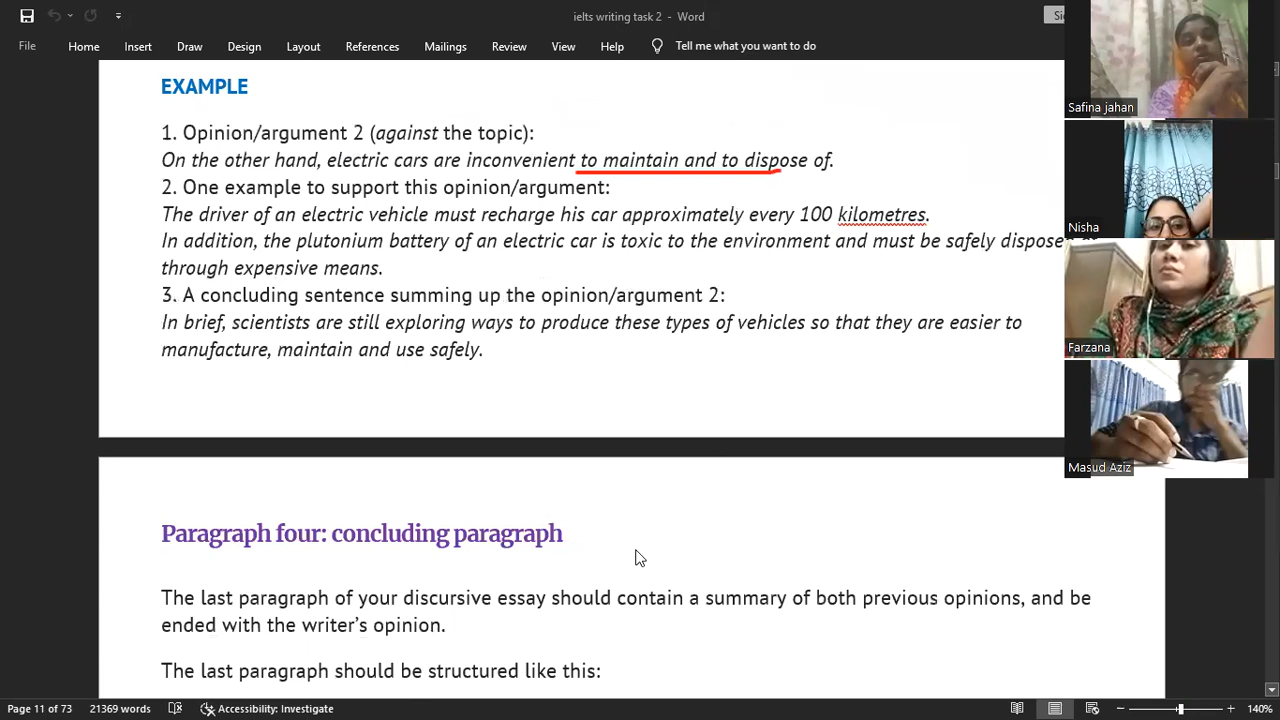 ielts writing task 2 - Word
File Home Insert Draw Design Layout References Mailings Review View Help Tell me what you want to do
EXAMPLE
1. Opinion/argument 2 (against the topic):
On the other hand, electric cars are inconvenient to maintain and to dispose of.
2. One example to support this opinion/argument:
The driver of an electric vehicle must recharge his car approximately every 100 kilometres.
In addition, the plutonium battery of an electric car is toxic to the environment and must be safely
through expensive means.
3. A concluding sentence summing up the opinion/argument 2:
In brief, scientists are still exploring ways to produce these types of vehicles so that they are easier to
manufacture, maintain and use safely.
Paragraph four: concluding paragraph
The last paragraph of your discursive essay should contain a summary of both previous opinions, and be
ended with the writer's opinion.
The last paragraph should be structured like this:
Safina jahan
Nisha
Farzana
Masud Aziz
Page 11 of 73 21369 words Accessibility: Investigate 140%